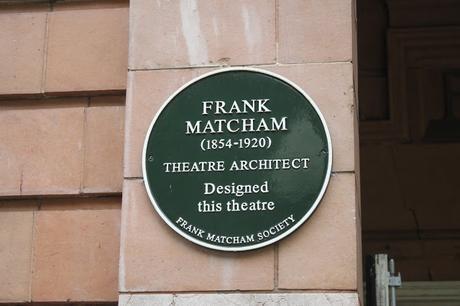 FRANK
MATCHAM
(1854-1920)
THEATRE ARCHITECT
Designed
this theatre
FRANK MATCHAM SOCIETY